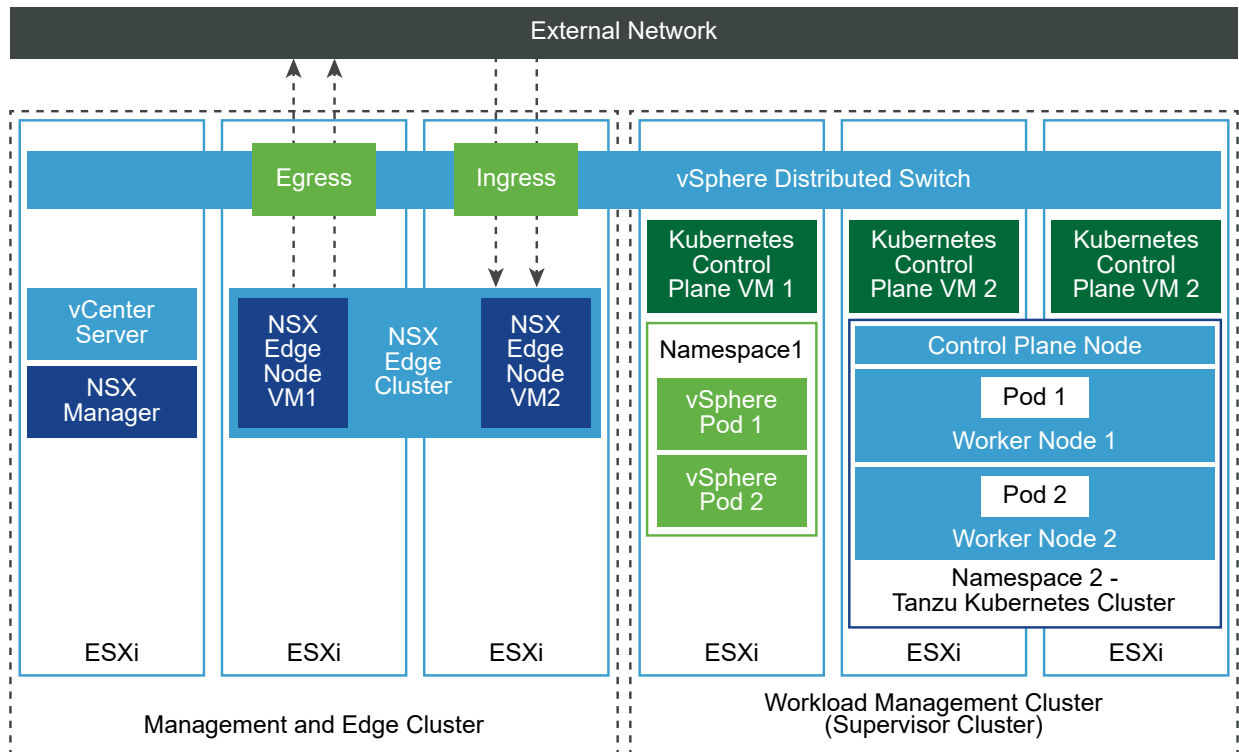 External Network
Egress
Ingress
vSphere Distributed Switch
vCenter
Server
NSX
Manager
NSX
Edge
Node
VM1
NSX
Edge
Cluster
NSX
Edge
Node
VM2
ESXi
ESXi
ESXi
Management and Edge Cluster
Kubernetes
Control
Plane VM 1
Kubernetes
Control
Plane VM 2
Kubernetes
Control
Plane VM 2
Namespace1
vSphere
Pod 1
vSphere
Pod 2
Control Plane Node
Pod 1
Worker Node 1
Pod 2
Worker Node 2
Namespace 2 -
Tanzu Kubernetes Cluster
ESXi
ESXi
ESXi
Workload Management Cluster
(Supervisor Cluster)